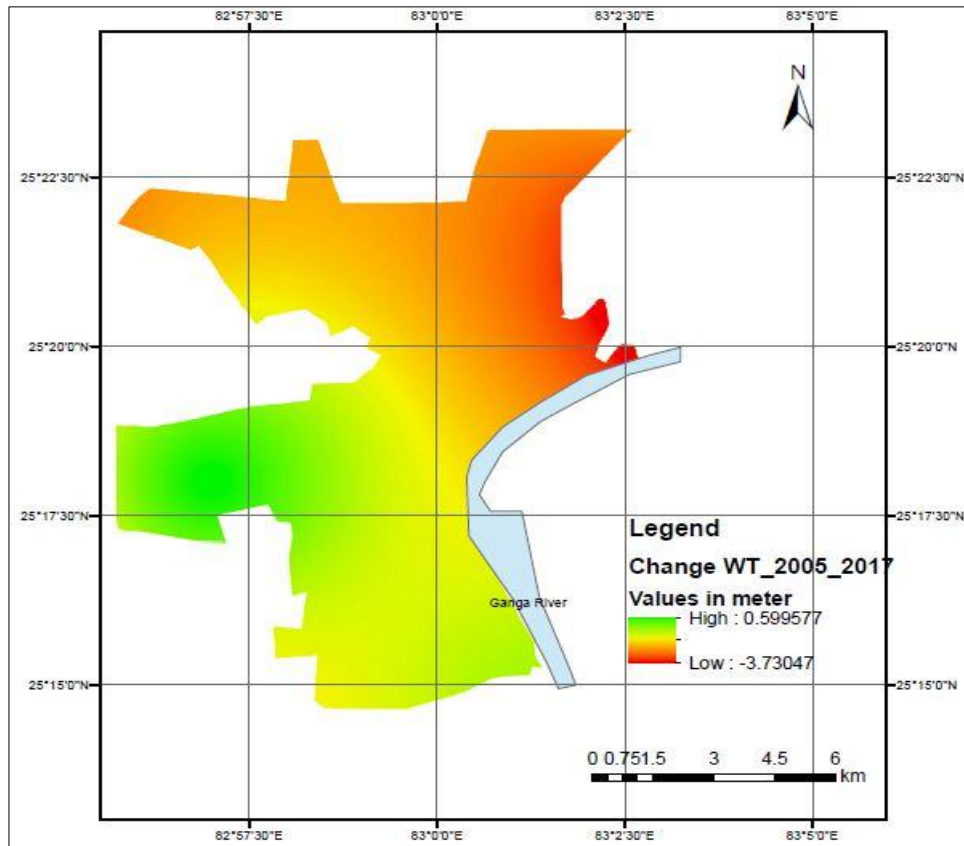 82°57'30"E 83°0'0"E 83°2'30"E 83°5'0"E
N
25°22'30"N 25°22'30"N
25°20'0"N 25°20'0"N
25°17'30"N 25°17'30"N
Legend
Change WT_2005_2017
Values in meter
Ganga River
High : 0.599577
Low : -3.73047
25°15'0"N 25°15'0"N
0 0.75 1.5 3 4.5 6
km
82°57'30"E 83°0'0"E 83°2'30"E 83°5'0"E